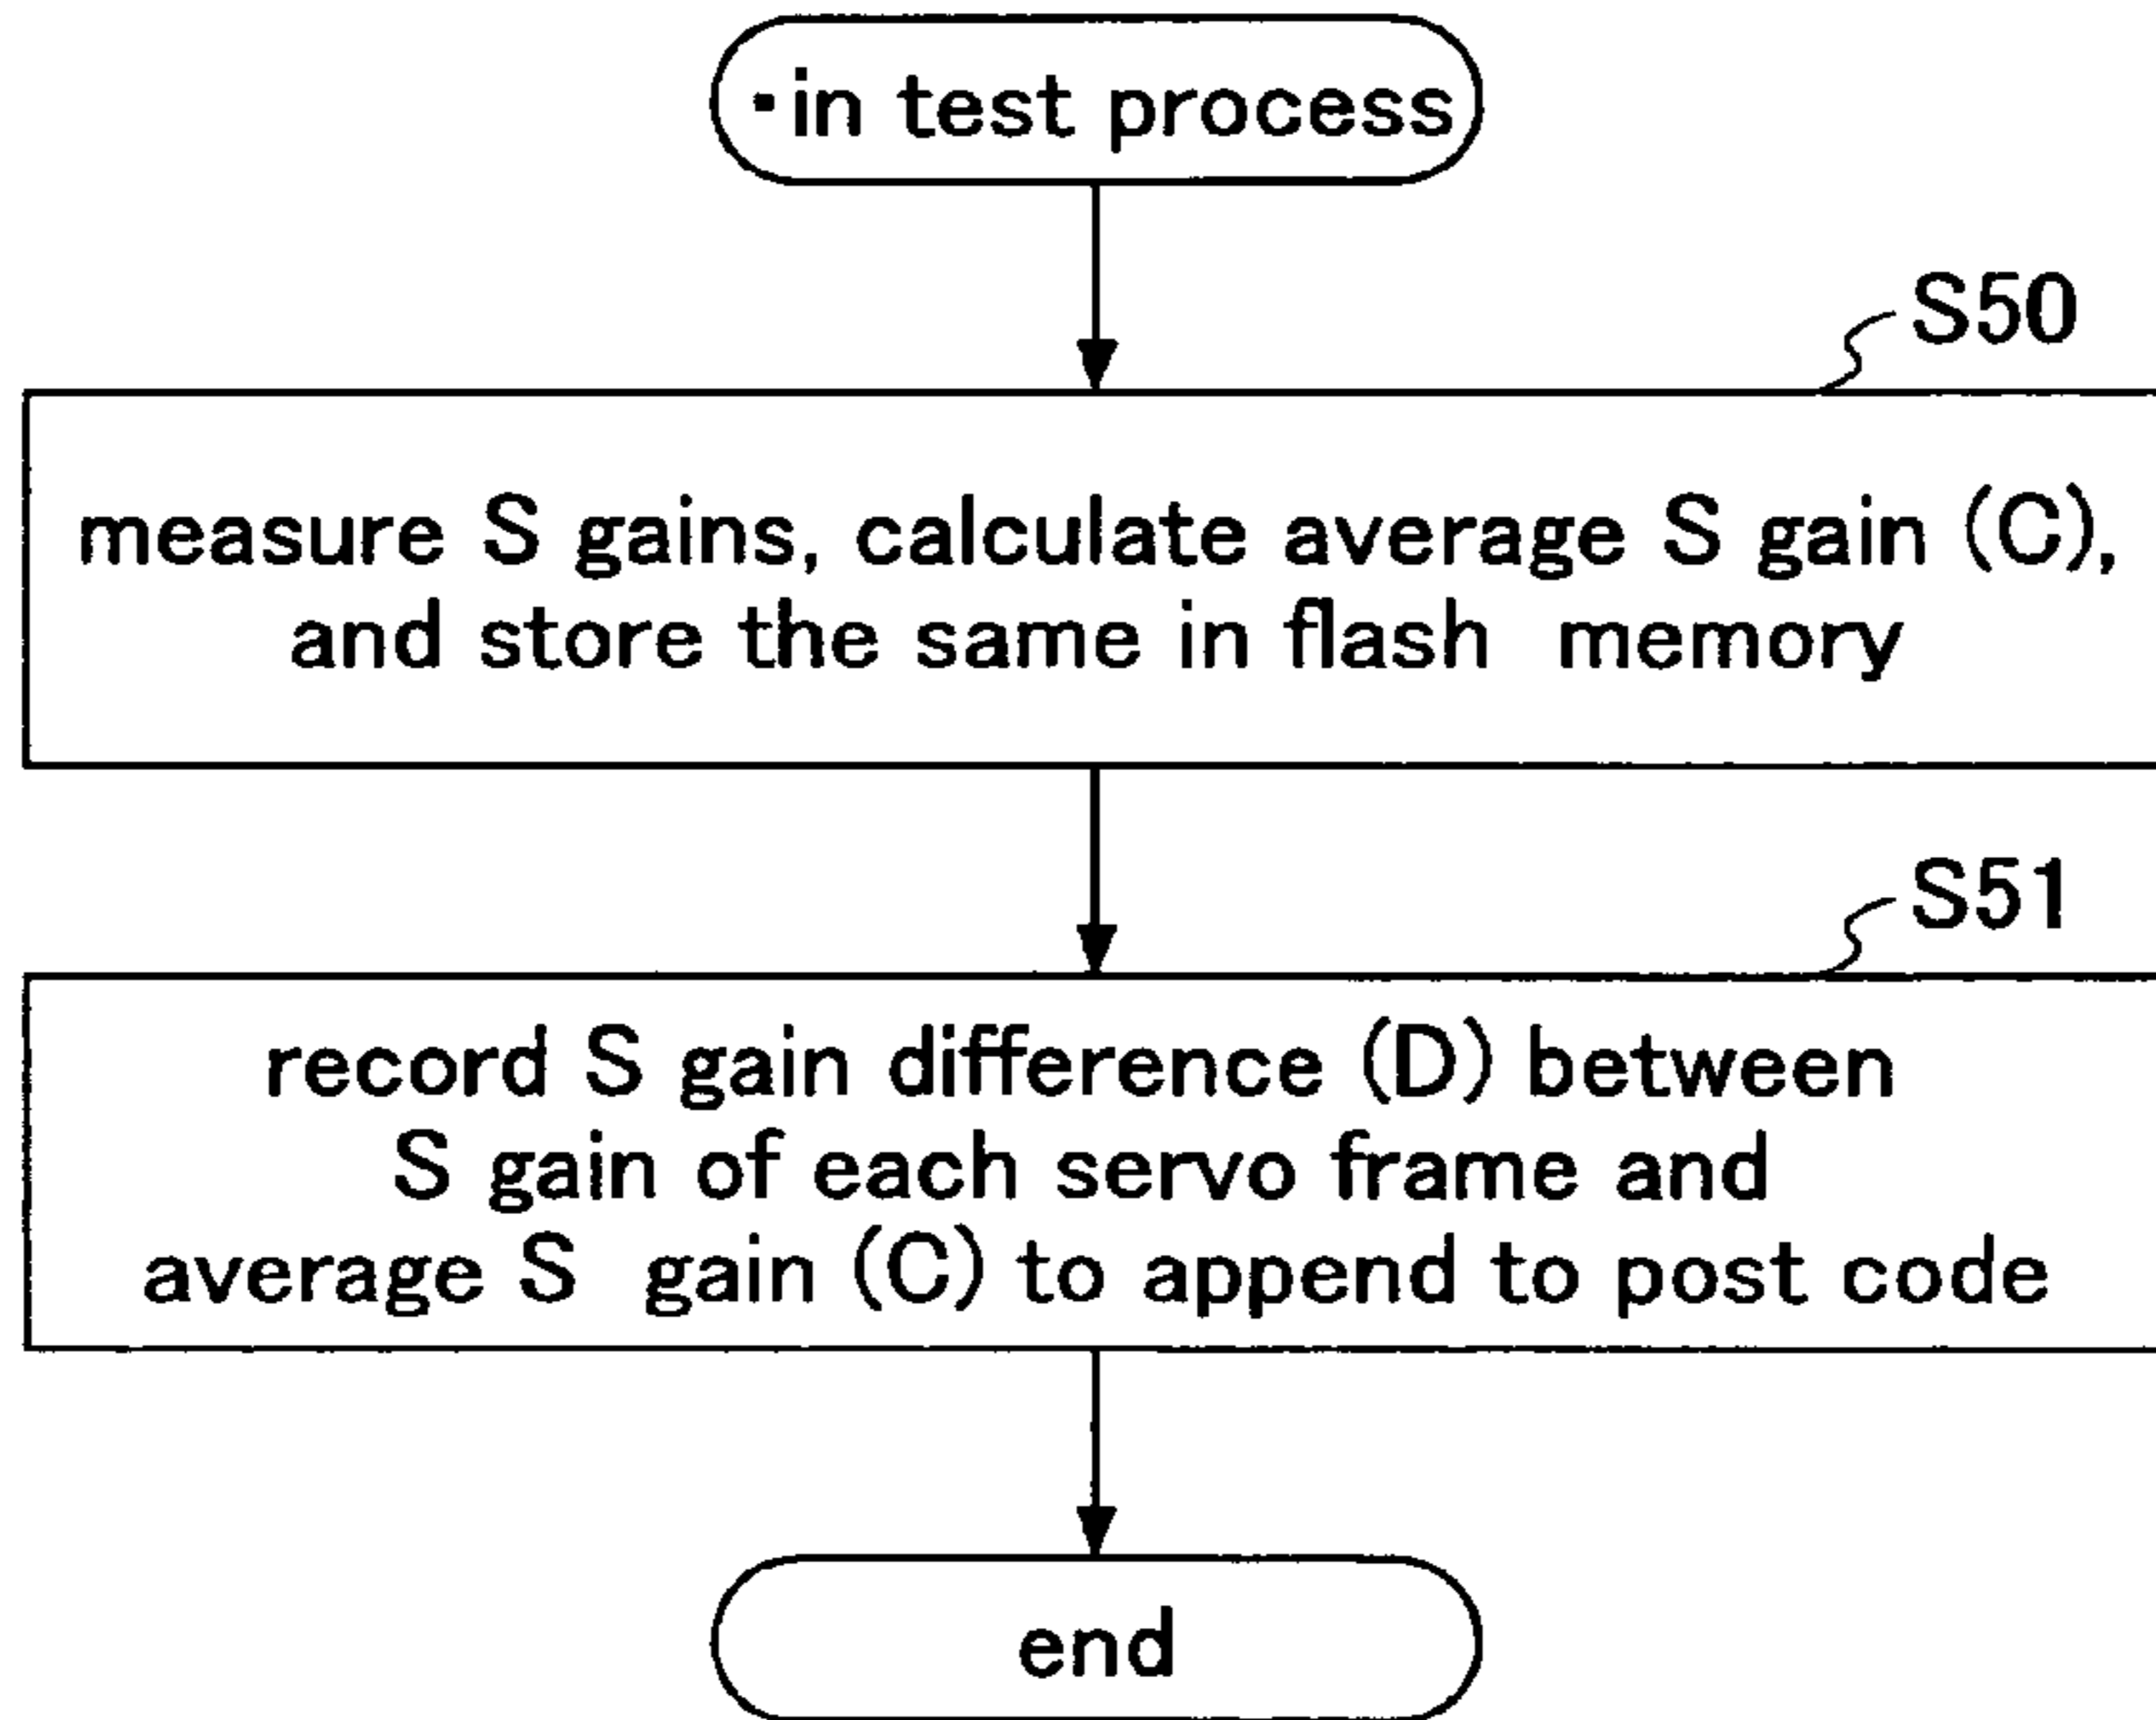 ·in test process
S50
measure S gains, calculate average S gain (C),
and store the same in flash memory
S51
record S gain difference (D) between
S gain of each servo frame and
average S gain (C) to append to post code
end